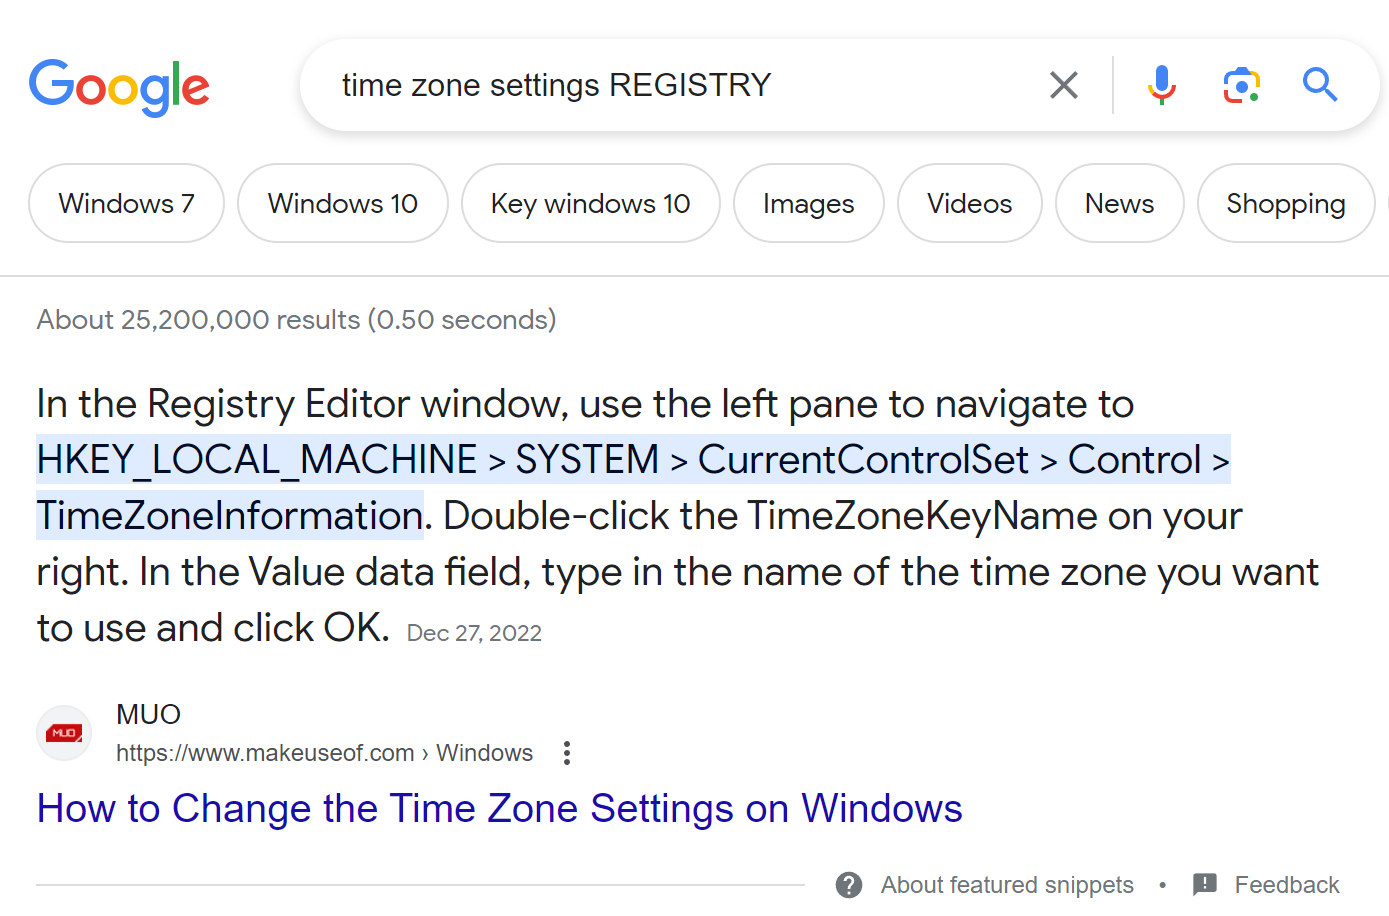 Google
time zone settings REGISTRY
Windows 7
Windows 10
Key windows 10
Images
Videos
News
Shopping
About 25,200,000 results (0.50 seconds)
In the Registry Editor window, use the left pane to navigate to
HKEY_LOCAL_MACHINE > SYSTEM > CurrentControlSet > Control >
TimeZoneInformation. Double-click the TimeZoneKeyName on your
right. In the Value data field, type in the name of the time zone you want
to use and click OK. Dec 27, 2022
MUO
MUO
https://www.makeuseof.com › Windows
How to Change the Time Zone Settings on Windows
About featured snippets • Feedback